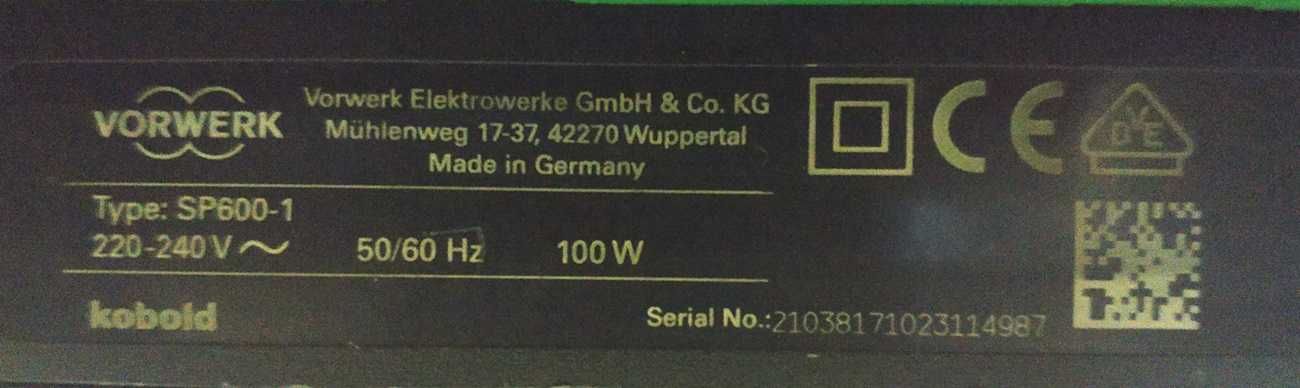 VORWERK
Vorwerk Elektrowerke GmbH & Co. KG
Mühlenweg 17-37, 42270 Wuppertal
Made in Germany
CE
VDE
Type: SP600-1
220-240 V ~ 50/60 Hz 100 W
kobold
Serial No.:21038171023114987